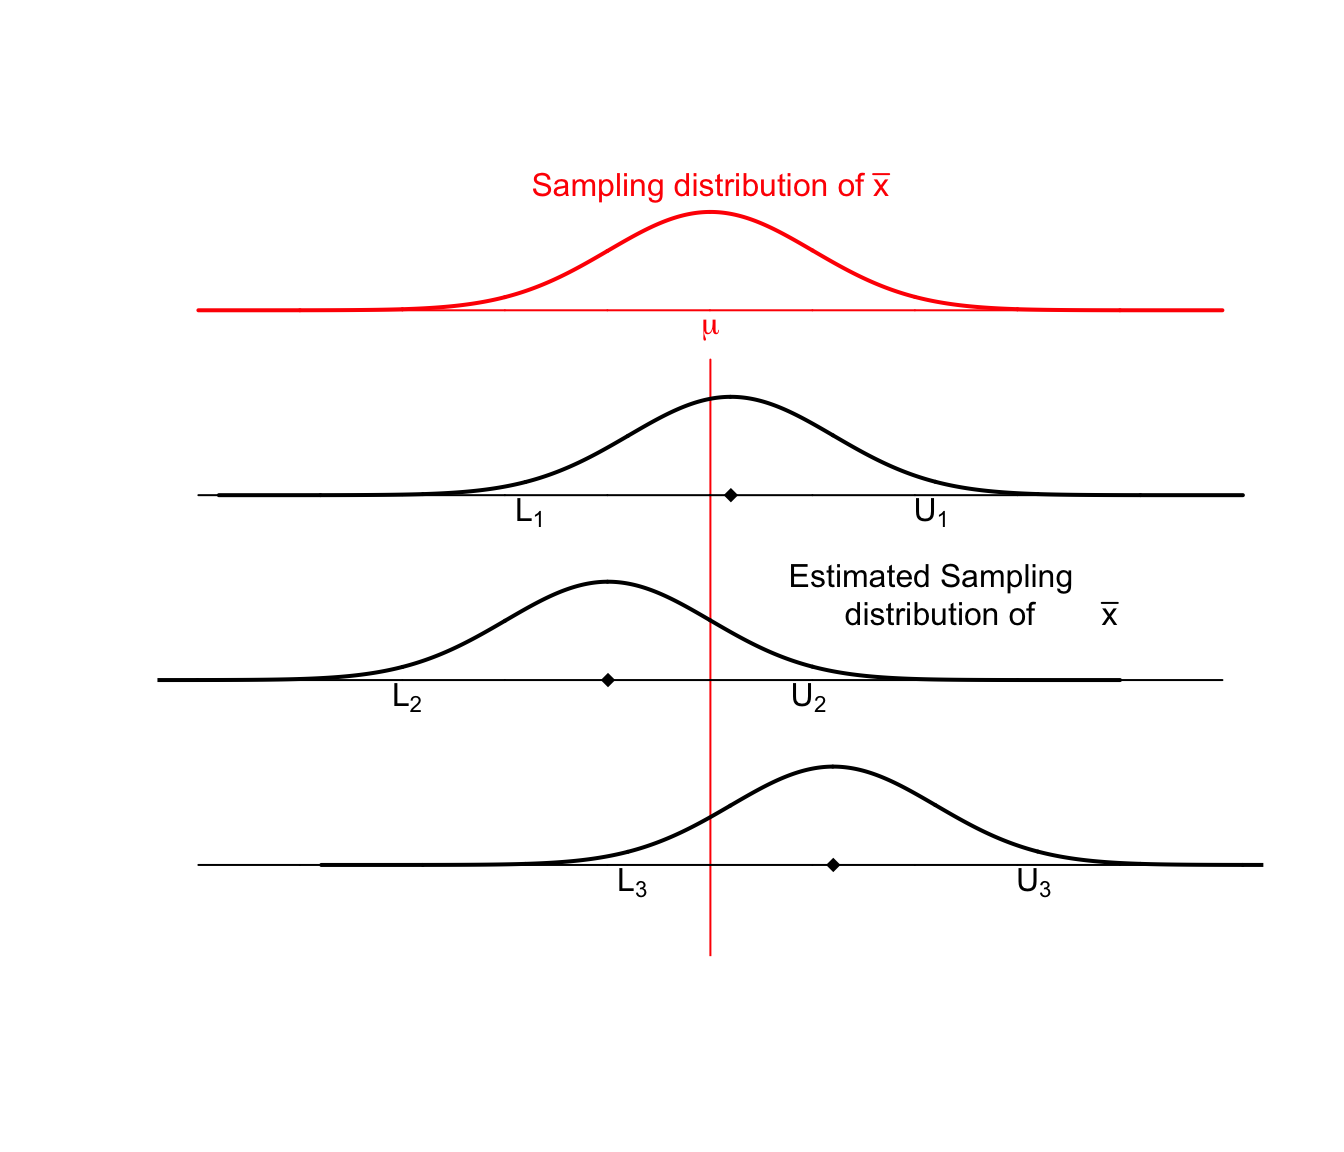 Sampling distribution of x̅
μ
L₁ U₁
Estimated Sampling
distribution of x̅
L₂ U₂
L₃ U₃